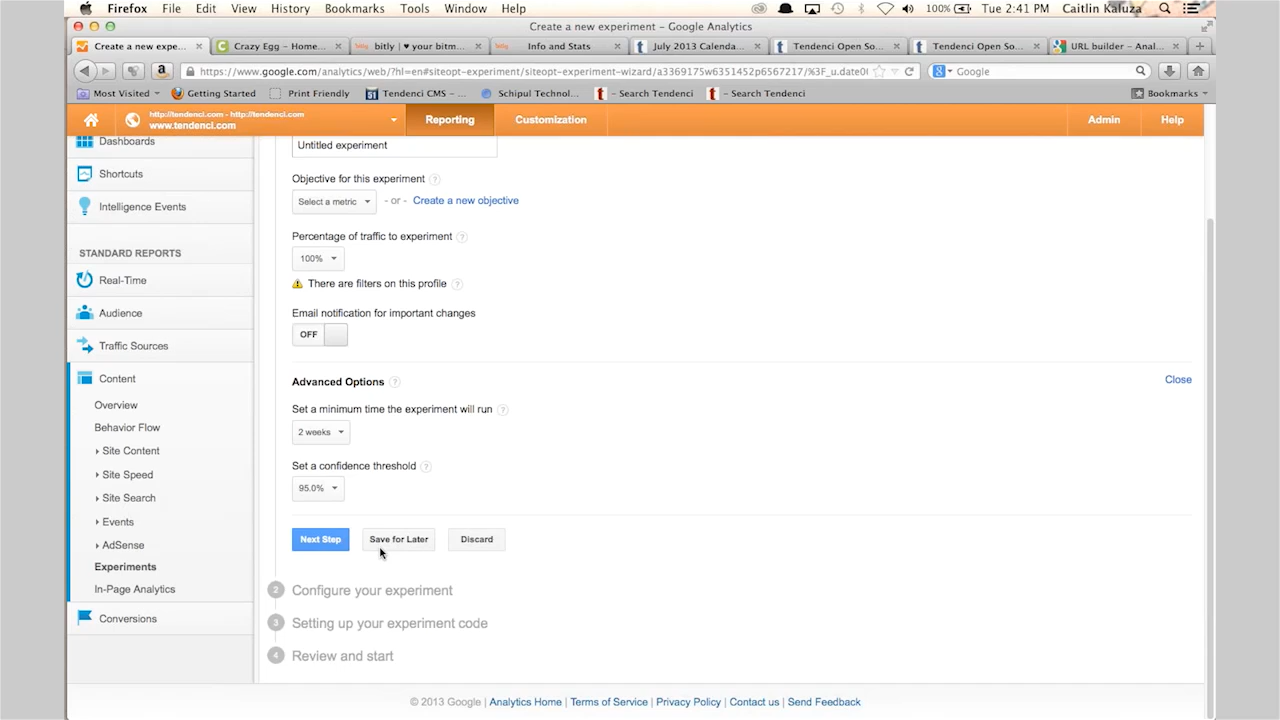 Firefox File Edit View History Bookmarks Tools Window Help 100% Tue 2:41 PM Caitlin Kaluza
Create a new experiment - Google Analytics
Create a new expe... Crazy Egg - Home... bitly | ♥ your bitm... Info and Stats July 2013 Calenda... Tendenci Open So... Tendenci Open So... URL builder - Anal...
https://www.google.com/analytics/web/?hl=en#siteopt-experiment/siteopt-experiment-wizard/a3369175w6351452p6567217/%3F_u.date0 Google
Most Visited Getting Started Print Friendly Tendenci CMS - ... Schipul Technol... - Search Tendenci - Search Tendenci Bookmarks
http://tendenci.com - http://tendenci.com
www.tendenci.com
Reporting Customization Admin Help
Dashboards
Shortcuts
Intelligence Events
STANDARD REPORTS
Real-Time
Audience
Traffic Sources
Content
Overview
Behavior Flow
Site Content
Site Speed
Site Search
Events
AdSense
Experiments
In-Page Analytics
Conversions
Untitled experiment
Objective for this experiment ?
Select a metric - or - Create a new objective
Percentage of traffic to experiment ?
100%
There are filters on this profile ?
Email notification for important changes
OFF
Advanced Options ? Close
Set a minimum time the experiment will run ?
2 weeks
Set a confidence threshold ?
95.0%
Next Step Save for Later Discard
2 Configure your experiment
3 Setting up your experiment code
4 Review and start
© 2013 Google | Analytics Home | Terms of Service | Privacy Policy | Contact us | Send Feedback